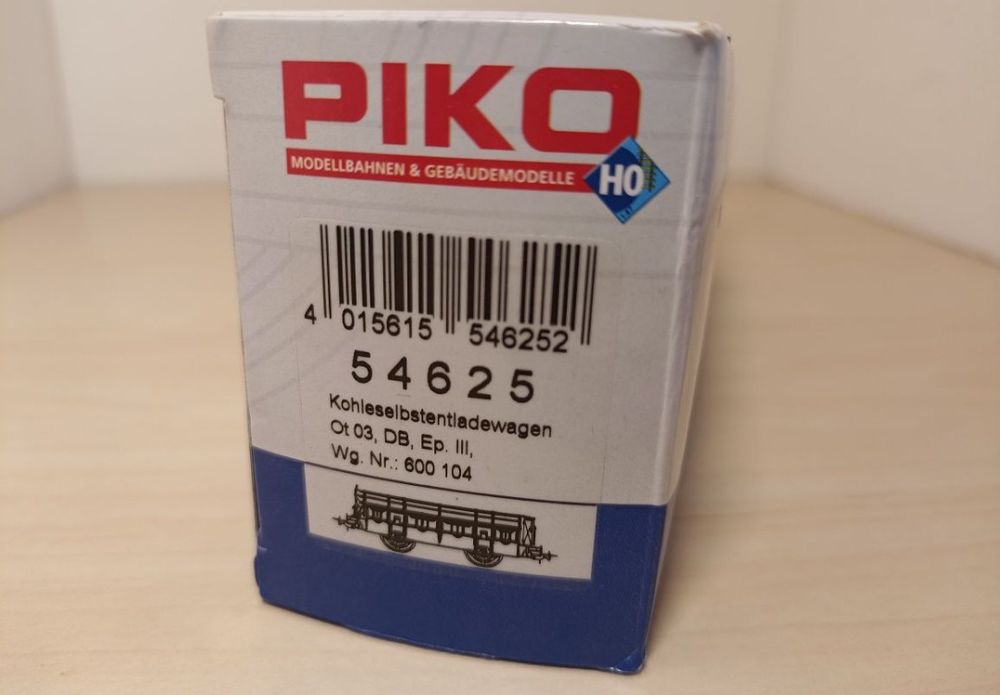 PIKO
MODELLBAHNEN & GEBÄUDEMODELLE
H0
4 015615 546252
54625
Kohleselbstentladewagen
Ot 03, DB, Ep. III,
Wg. Nr.: 600 104